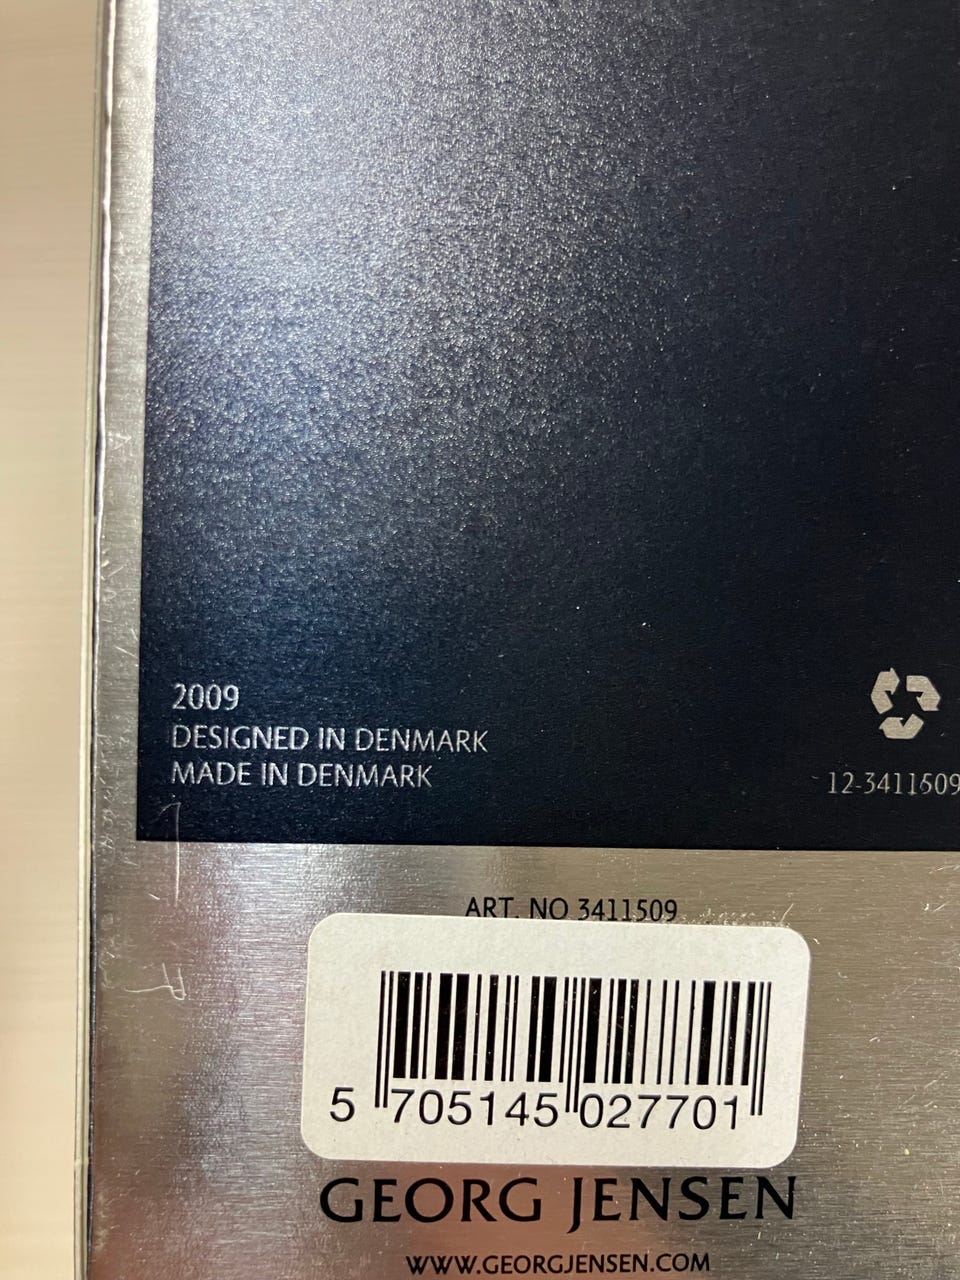 2009
DESIGNED IN DENMARK
MADE IN DENMARK
12-3411509
ART. NO 3411509
5 705145 027701
GEORG JENSEN
WWW.GEORGJENSEN.COM